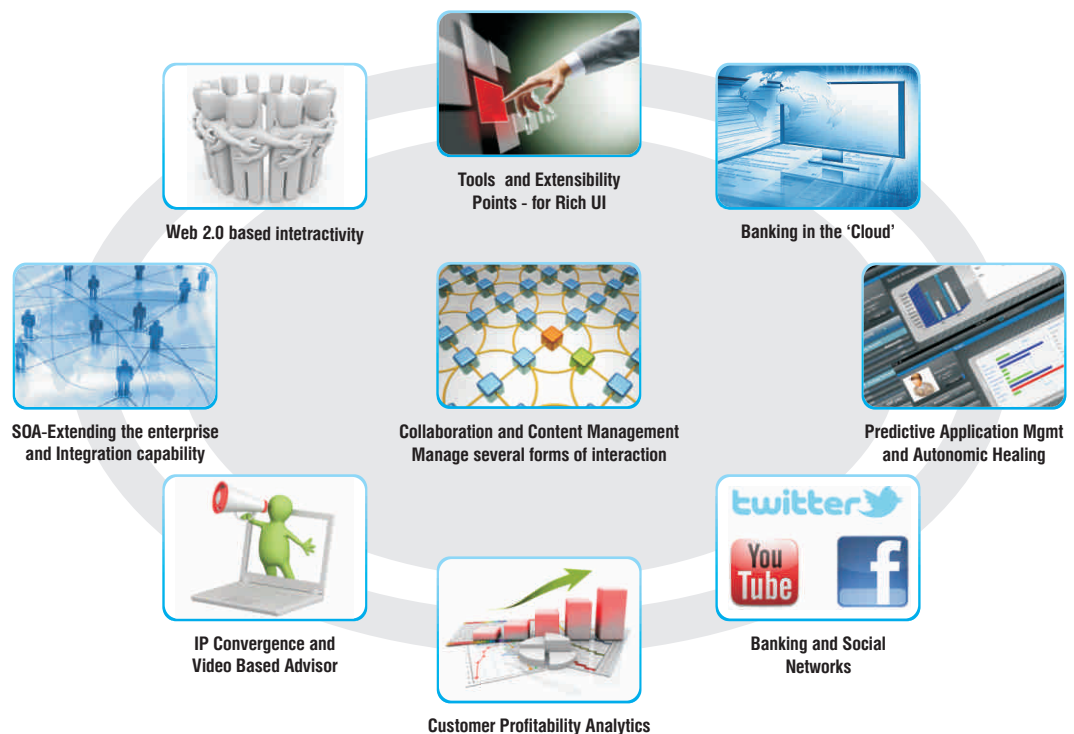 Tools and Extensibility
Points - for Rich UI
Web 2.0 based intetractivity
Banking in the ‘Cloud’
SOA-Extending the enterprise
and Integration capability
Collaboration and Content Management
Manage several forms of interaction
Predictive Application Mgmt
and Autonomic Healing
twitter
You
Tube
f
IP Convergence and
Video Based Advisor
Banking and Social
Networks
Customer Profitability Analytics